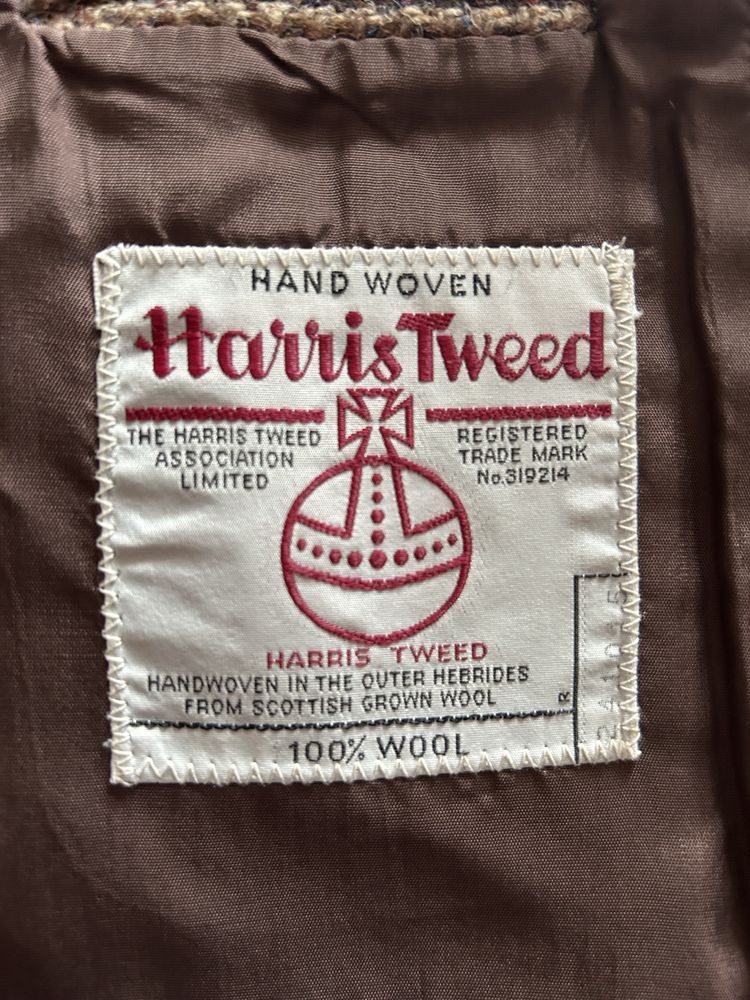 HAND WOVEN
Harris Tweed
THE HARRIS TWEED
ASSOCIATION
LIMITED
REGISTERED
TRADE MARK
No.319214
HARRIS TWEED
HANDWOVEN IN THE OUTER HEBRIDES
FROM SCOTTISH GROWN WOOL
R
100% WOOL